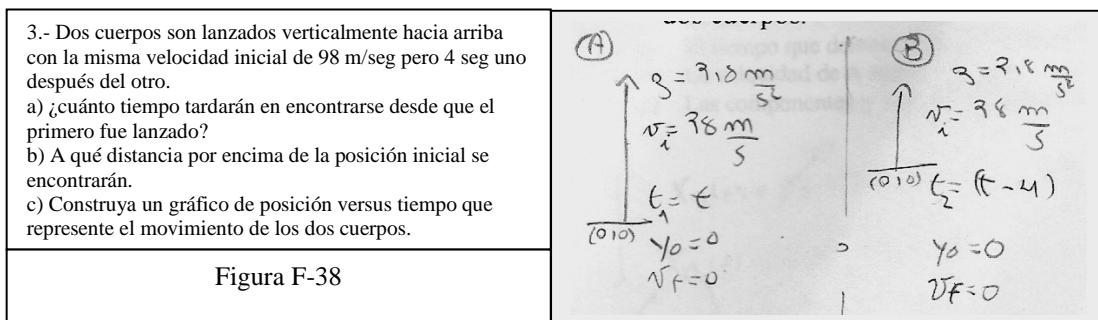 3.- Dos cuerpos son lanzados verticalmente hacia arriba
con la misma velocidad inicial de 98 m/seg pero 4 seg uno
después del otro.
a) ¿cuánto tiempo tardarán en encontrarse desde que el
primero fue lanzado?
b) A qué distancia por encima de la posición inicial se
encontrarán.
c) Construya un gráfico de posición versus tiempo que
represente el movimiento de los dos cuerpos.
Figura F-38
dos cuerpos.
A
g = 9,8 m/s²
vi = 98 m/s
t1 = t
(0,0)
y0 = 0
vf = 0
B
g = 9,8 m/s²
vi = 98 m/s
(0,0) t2 = (t - 4)
y0 = 0
vf = 0